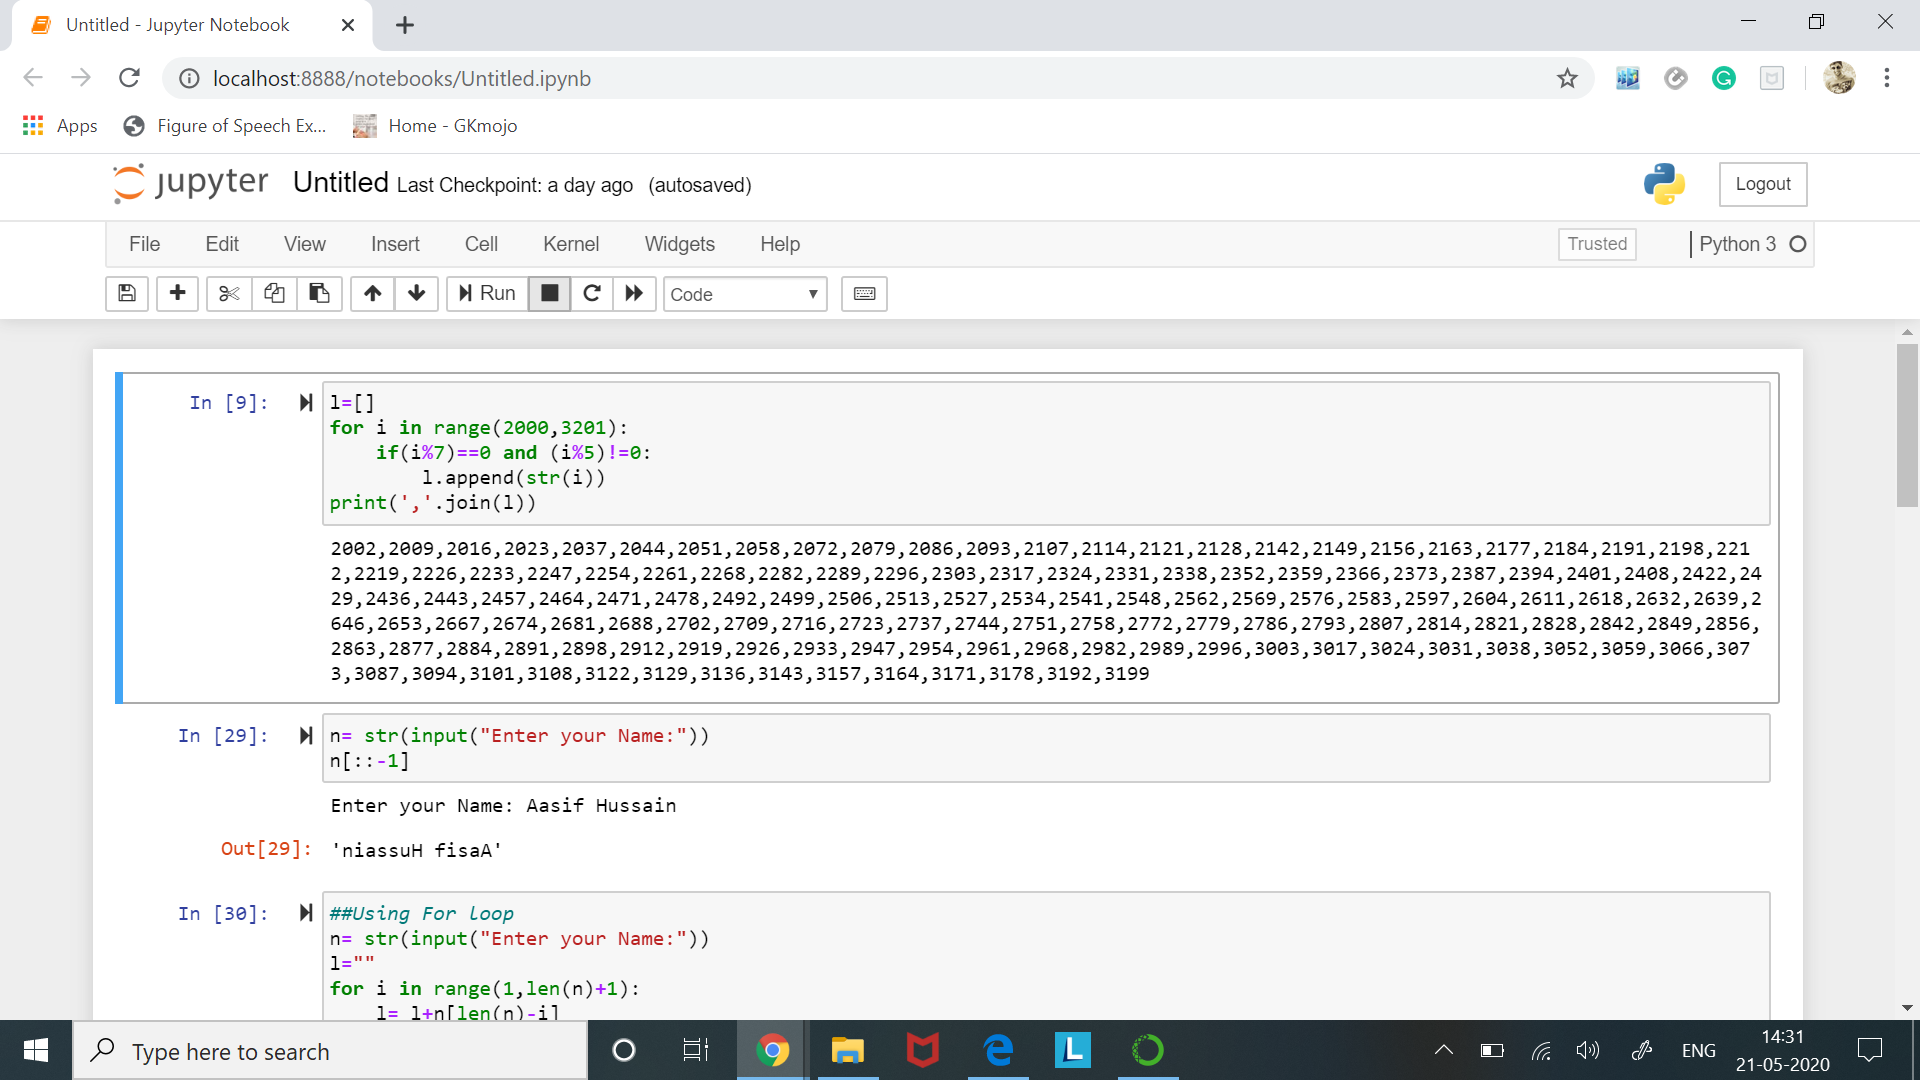 Untitled - Jupyter Notebook
localhost:8888/notebooks/Untitled.ipynb
Apps
Figure of Speech Ex...
Home - GKmojo
jupyter Untitled Last Checkpoint: a day ago (autosaved)
Logout
File Edit View Insert Cell Kernel Widgets Help
Trusted
Python 3
Run
Code
In [9]:
l=[]
for i in range(2000,3201):
    if(i%7)==0 and (i%5)!=0:
        l.append(str(i))
print(','.join(l))
2002,2009,2016,2023,2037,2044,2051,2058,2072,2079,2086,2093,2107,2114,2121,2128,2142,2149,2156,2163,2177,2184,2191,2198,221
2,2219,2226,2233,2247,2254,2261,2268,2282,2289,2296,2303,2317,2324,2331,2338,2352,2359,2366,2373,2387,2394,2401,2408,2422,24
29,2436,2443,2457,2464,2471,2478,2492,2499,2506,2513,2527,2534,2541,2548,2562,2569,2576,2583,2597,2604,2611,2618,2632,2639,2
646,2653,2667,2674,2681,2688,2702,2709,2716,2723,2737,2744,2751,2758,2772,2779,2786,2793,2807,2814,2821,2828,2842,2849,2856,
2863,2877,2884,2891,2898,2912,2919,2926,2933,2947,2954,2961,2968,2982,2989,2996,3003,3017,3024,3031,3038,3052,3059,3066,307
3,3087,3094,3101,3108,3122,3129,3136,3143,3157,3164,3171,3178,3192,3199
In [29]:
n= str(input("Enter your Name:"))
n[::-1]
Enter your Name: Aasif Hussain
Out[29]: 'niassuH fisaA'
In [30]:
##Using For loop
n= str(input("Enter your Name:"))
l=""
for i in range(1,len(n)+1):
    l= l+n[len(n)-i]
Type here to search
ENG
14:31
21-05-2020